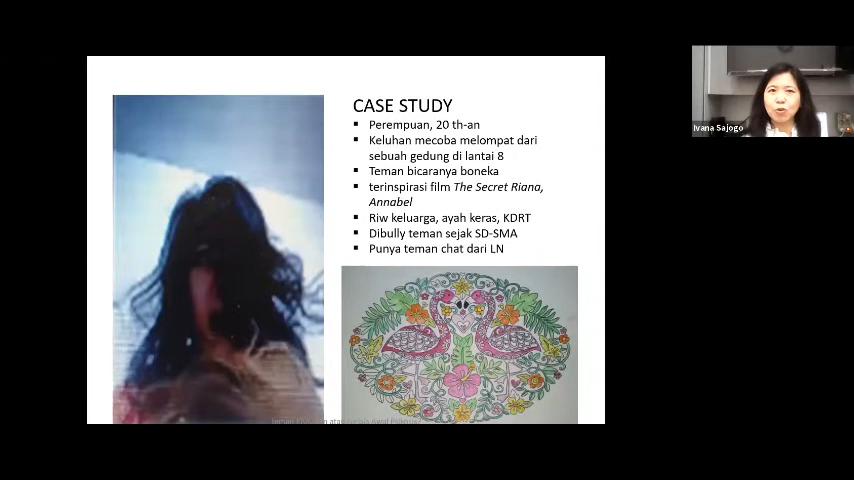 CASE STUDY
▪ Perempuan, 20 th-an
▪ Keluhan mecoba melompat dari
sebuah gedung di lantai 8
▪ Teman bicaranya boneka
▪ terinspirasi film The Secret Riana,
Annabel
▪ Riw keluarga, ayah keras, KDRT
▪ Dibully teman sejak SD-SMA
▪ Punya teman chat dari LN
Ivana Sajogo